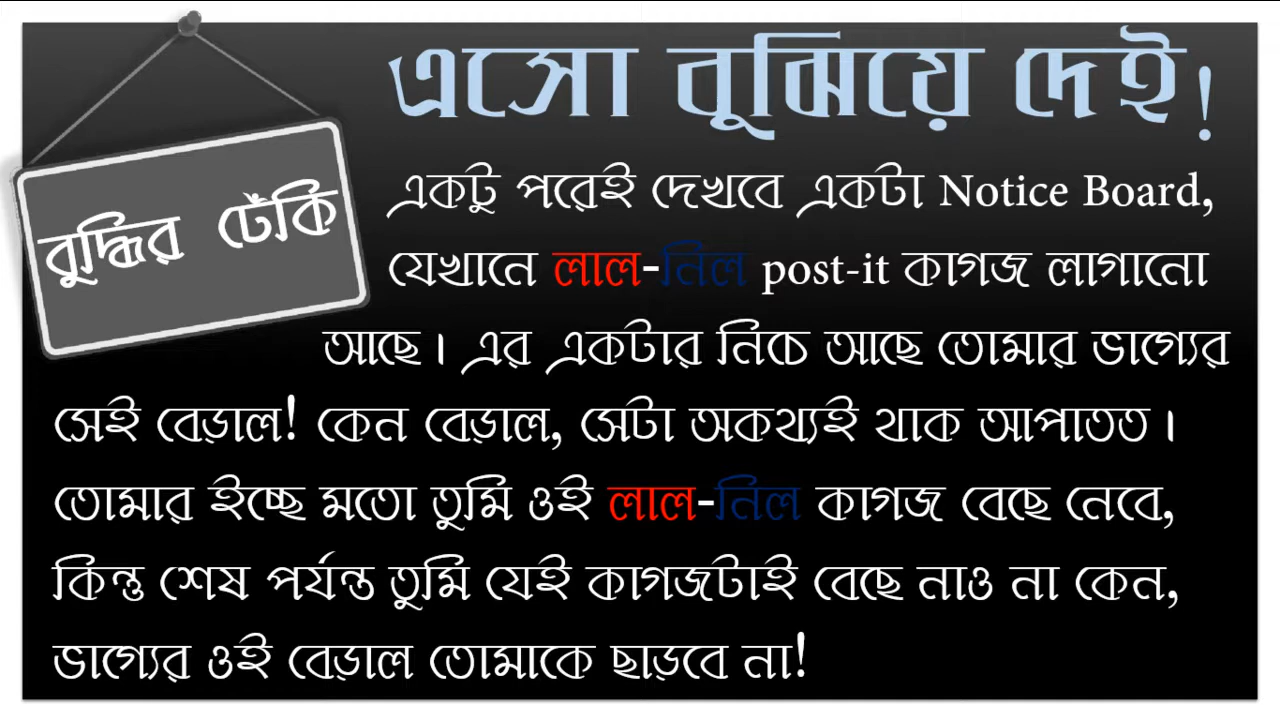 এসো বুঝিয়ে দেই!
বুদ্ধির ঢেঁকি
একটু পরেই দেখবে একটা Notice Board,
যেখানে লাল-নিল post-it কাগজ লাগানো
আছে। এর একটার নিচে আছে তোমার ভাগ্যের
সেই বেড়াল! কেন বেড়াল, সেটা অকথ্যই থাক আপাতত।
তোমার ইচ্ছে মতো তুমি ওই লাল-নিল কাগজ বেছে নেবে,
কিন্তু শেষ পর্যন্ত তুমি যেই কাগজটাই বেছে নাও না কেন,
ভাগ্যের ওই বেড়াল তোমাকে ছাড়বে না!